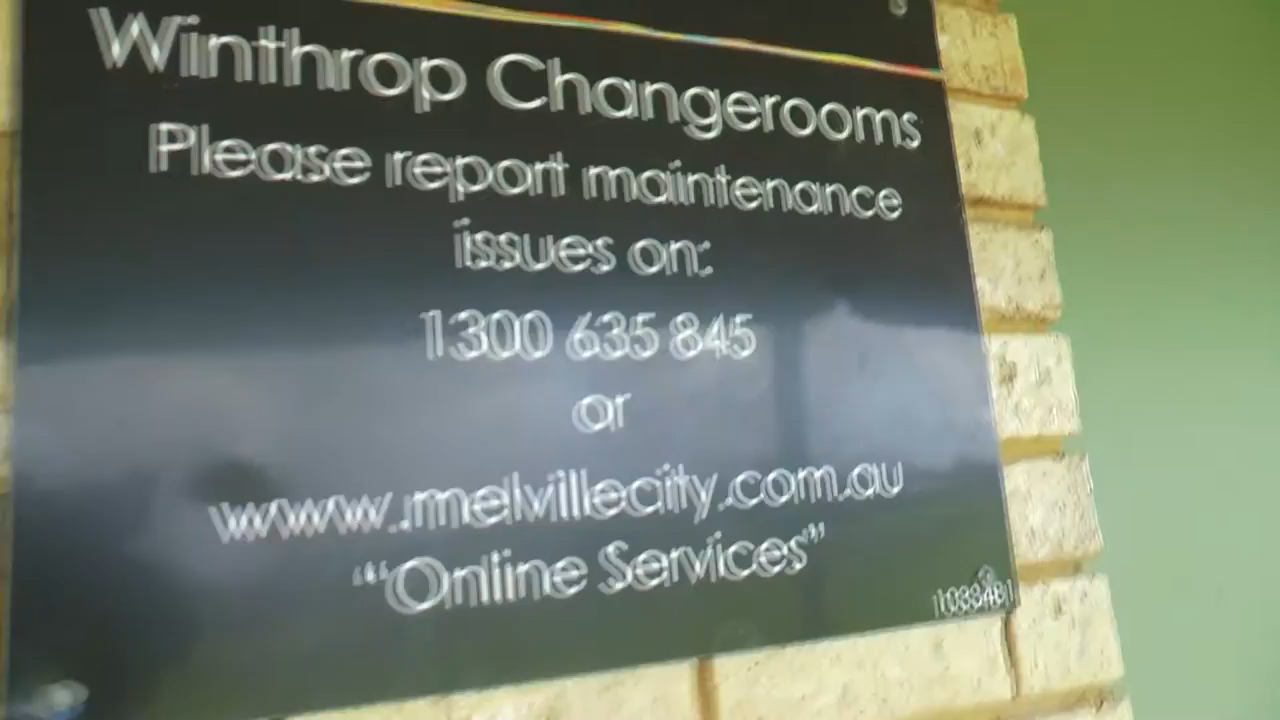 Winthrop Changerooms
Please report maintenance
issues on:
1300 635 845
or
www.melvillecity.com.au
“Online Services”